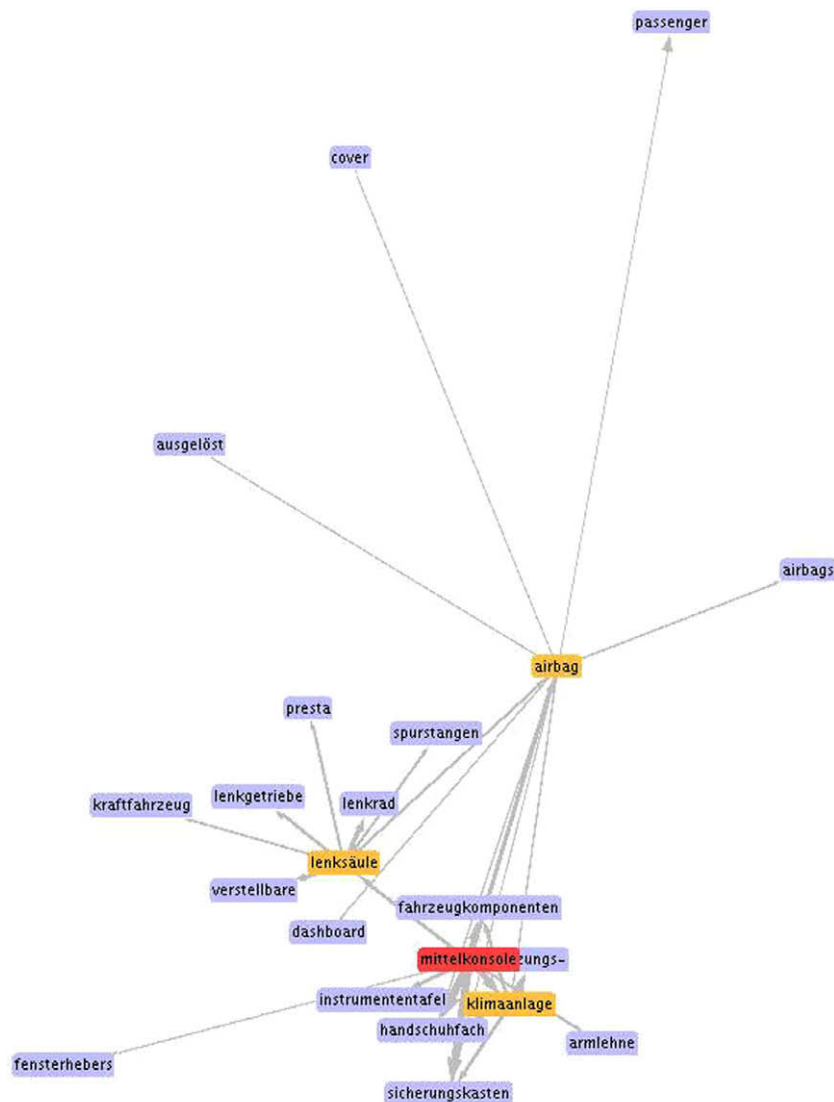 passenger
cover
ausgelöst
airbags
airbag
presta
spurstangen
lenkgetriebe
lenkrad
kraftfahrzeug
lenksäule
verstellbare
fahrzeugkomponenten
dashboard
mittelkonsole
zungs-
instrumententafel
klimaanlage
handschuhfach
armlehne
fensterhebers
sicherungskasten